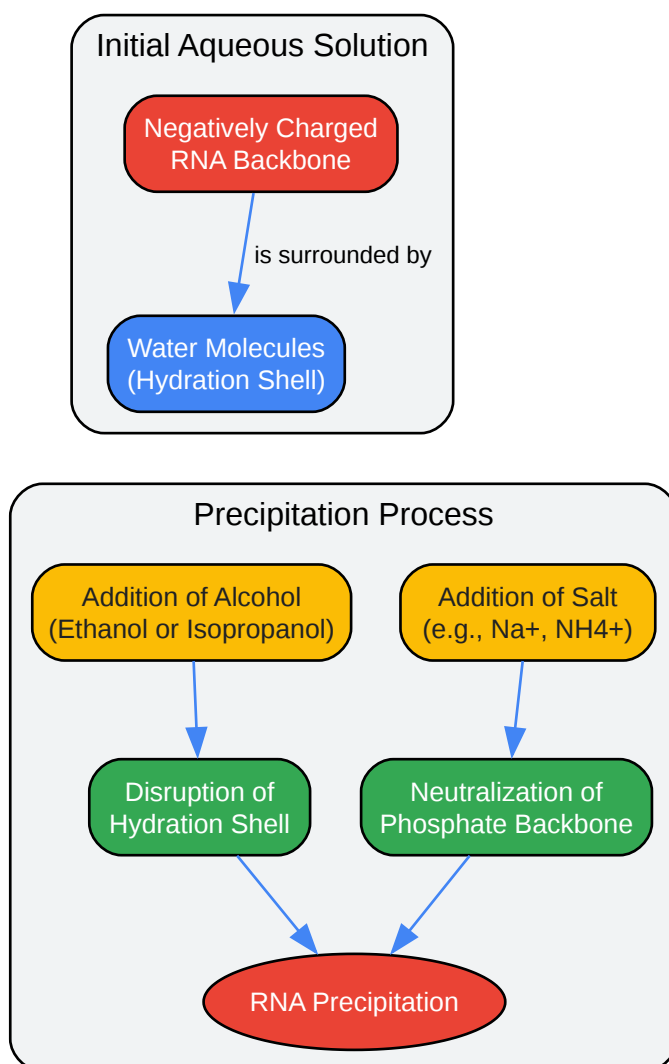 Initial Aqueous Solution
Negatively Charged
RNA Backbone
is surrounded by
Water Molecules
(Hydration Shell)
Precipitation Process
Addition of Alcohol
(Ethanol or Isopropanol)
Addition of Salt
(e.g., Na+, NH4+)
Disruption of
Hydration Shell
Neutralization of
Phosphate Backbone
RNA Precipitation